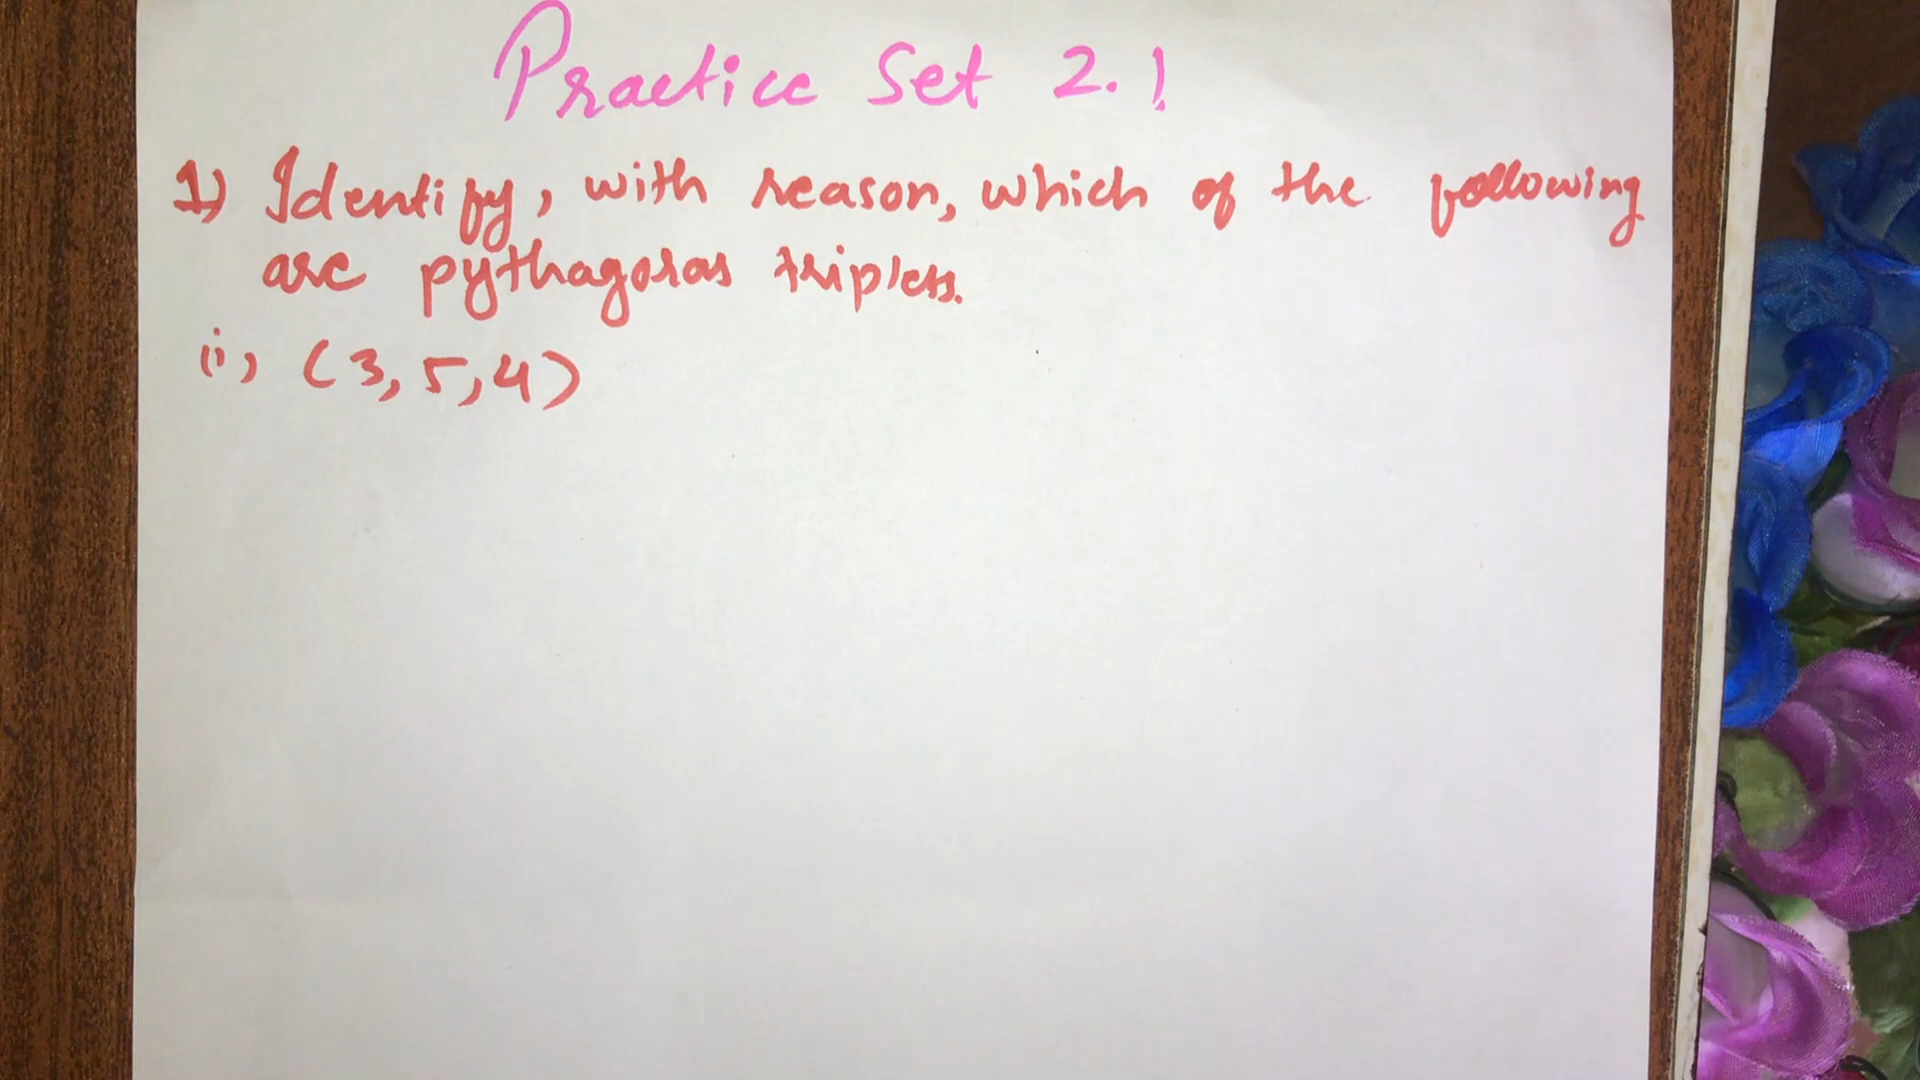 Practice Set 2.1
1) Identify, with reason, which of the following
are pythagoras triplets.
(i), (3,5,4)